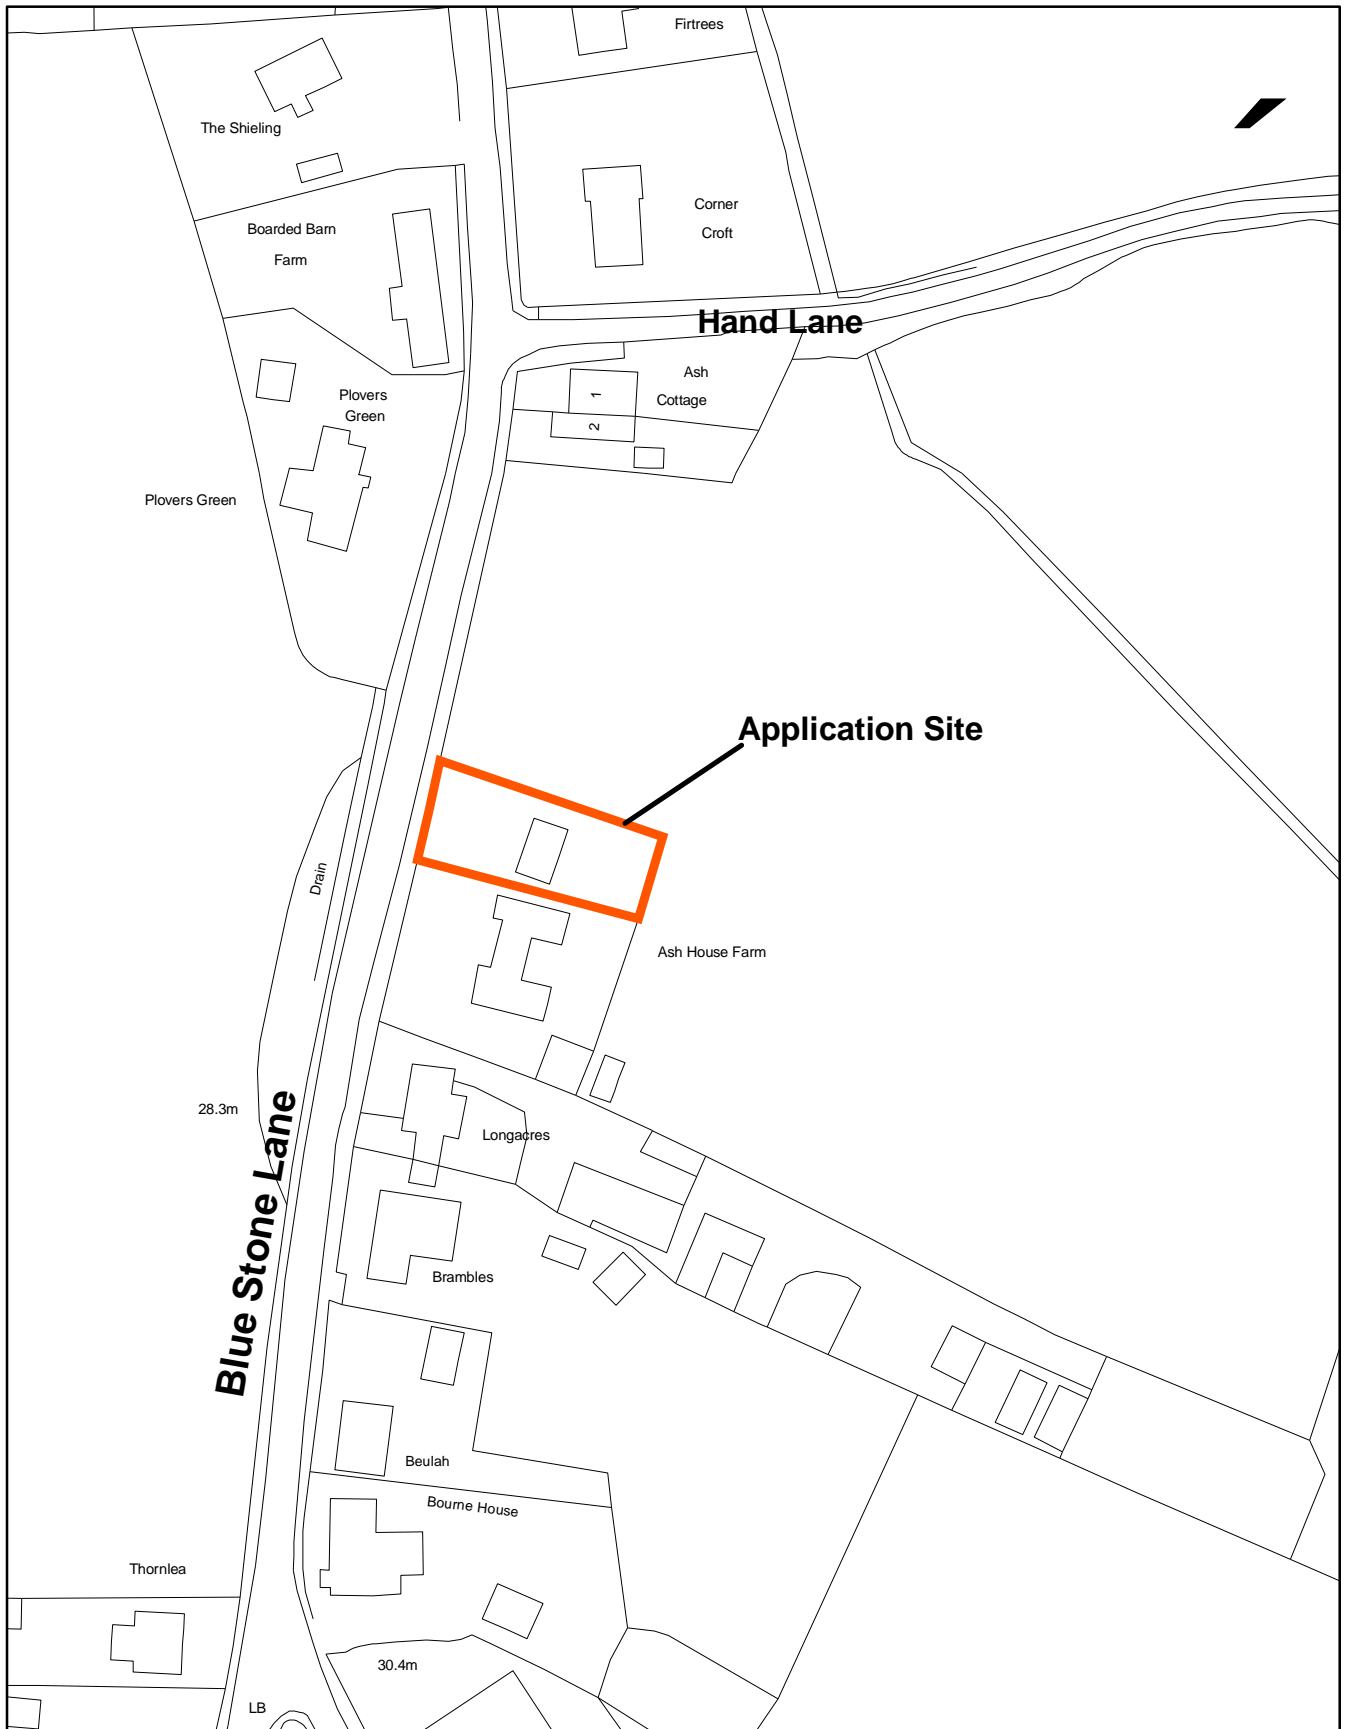 Firtrees
The Shieling
Corner
Croft
Boarded Barn
Farm
Hand Lane
Ash
Cottage
1
2
Plovers
Green
Plovers Green
Application Site
Drain
Ash House Farm
28.3m
Longacres
Blue Stone Lane
Brambles
Beulah
Bourne House
Thornlea
30.4m
LB